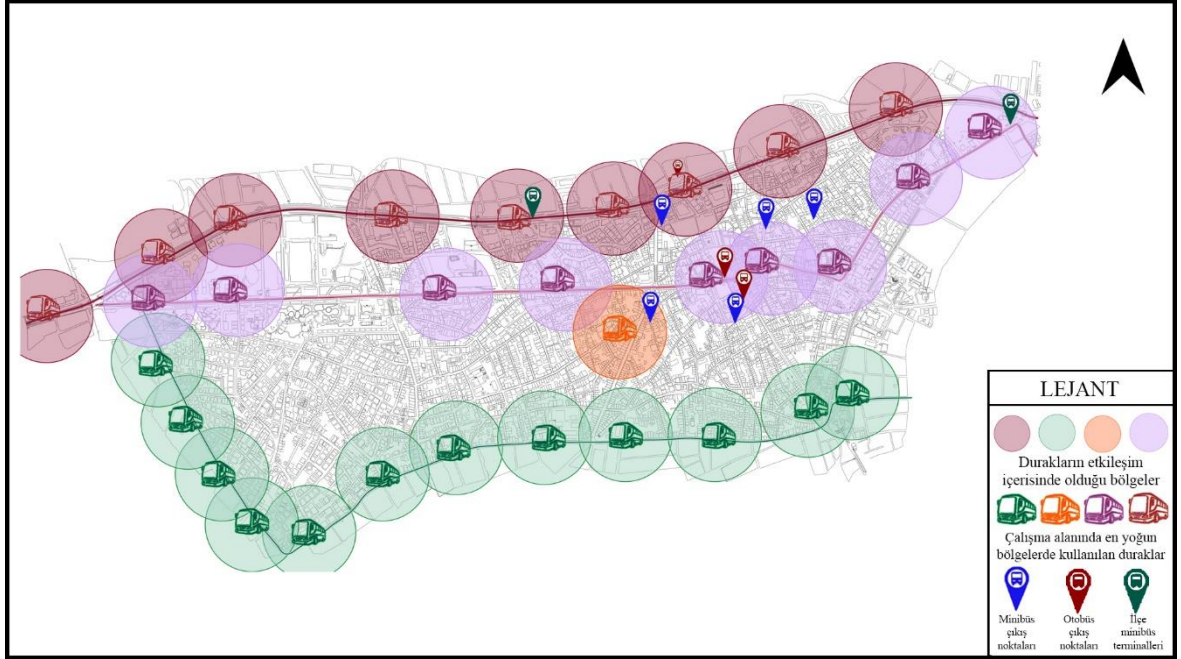 LEJANT
Durakların etkileşim
içerisinde olduğu bölgeler
Çalışma alanında en yoğun
bölgelerde kullanılan duraklar
Minibüs
çıkış
noktaları
Otobüs
çıkış
noktaları
İlçe
minibüs
terminalleri